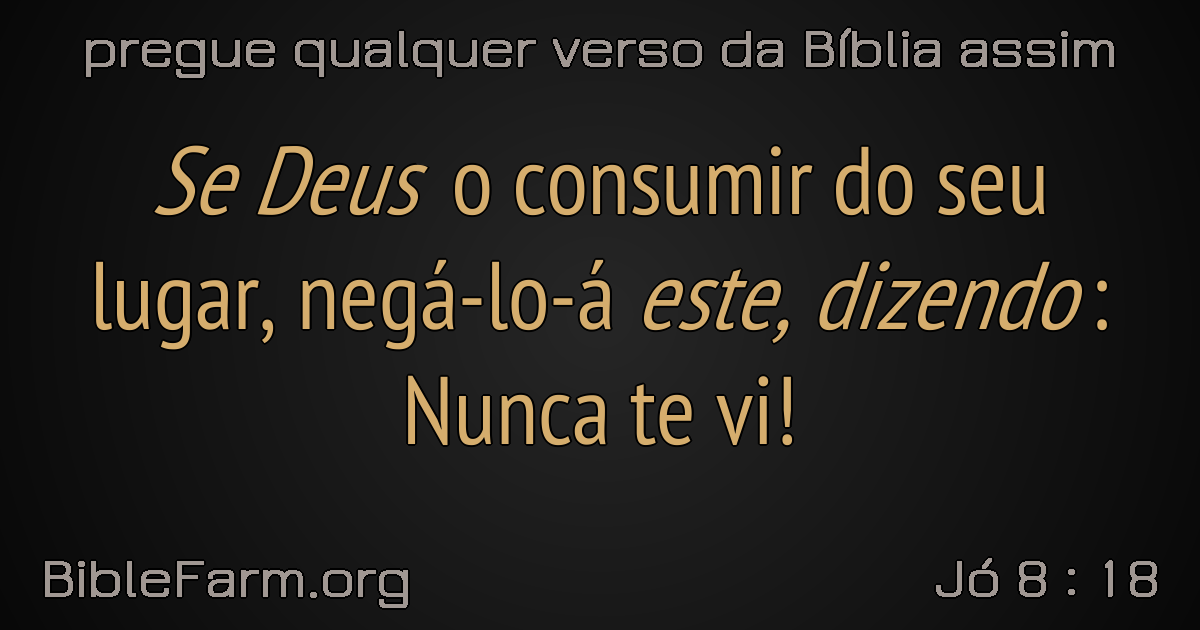 pregue qualquer verso da Bíblia assim
Se Deus o consumir do seu
lugar, negá-lo-á este, dizendo:
Nunca te vi!
BibleFarm.org
Jó 8 : 18